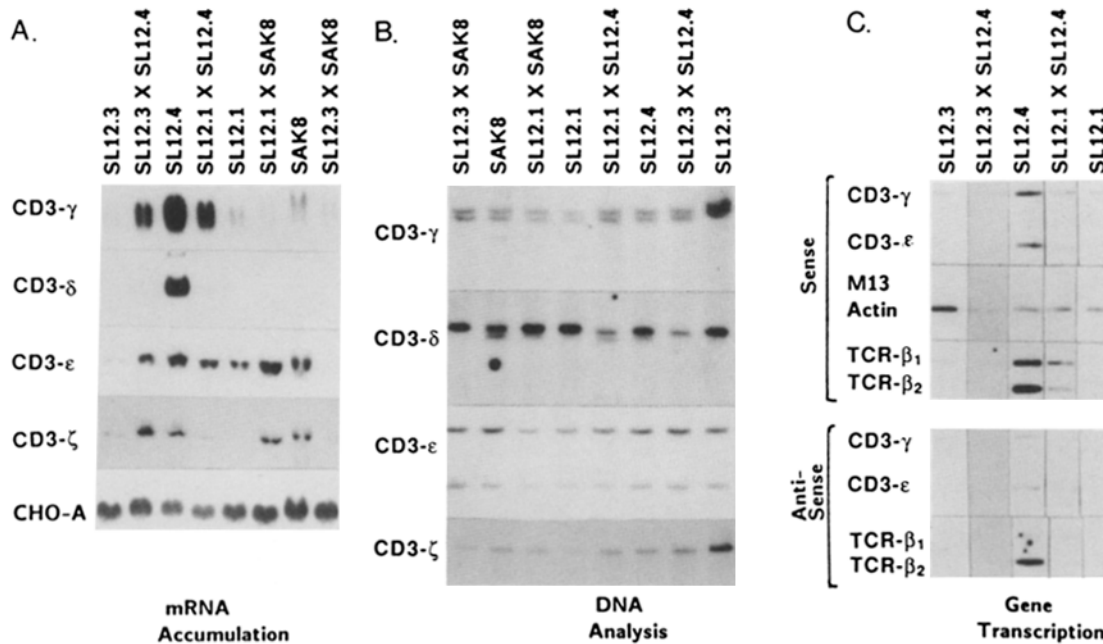 A.
SL12.3
SL12.3 X SL12.4
SL12.4
SL12.1 X SL12.4
SL12.1
SL12.1 X SAK8
SAK8
SL12.3 X SAK8
CD3-γ
CD3-δ
CD3-ε
CD3-ζ
CHO-A
mRNA
Accumulation
B.
SL12.3 X SAK8
SAK8
SL12.1 X SAK8
SL12.1
SL12.1 X SL12.4
SL12.4
SL12.3 X SL12.4
SL12.3
CD3-γ
CD3-δ
CD3-ε
CD3-ζ
DNA
Analysis
C.
SL12.3
SL12.3 X SL12.4
SL12.4
SL12.1 X SL12.4
SL12.1
Sense
CD3-γ
CD3-ε
M13
Actin
TCR-β₁
TCR-β₂
Anti-
Sense
CD3-γ
CD3-ε
TCR-β₁
TCR-β₂
Gene
Transcription